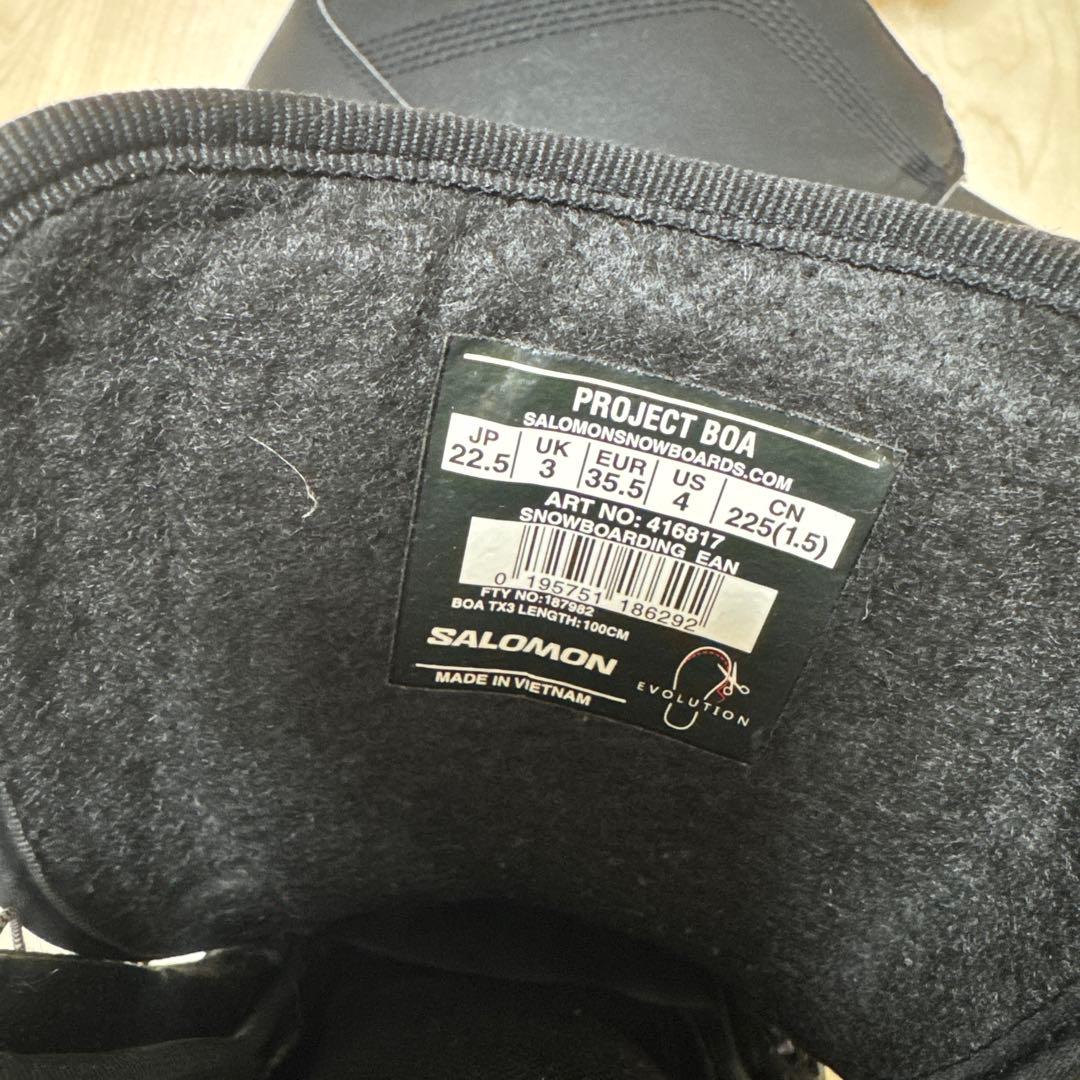 PROJECT BOA
SALOMONSNOWBOARDS.COM
JP UK EUR US CN
22.5 3 35.5 4 225(1.5)
ART NO: 416817
SNOWBOARDING EAN
0 195751 186292
FTY NO:187982
BOA TX3 LENGTH:100CM
SALOMON
MADE IN VIETNAM
EVOLUTION